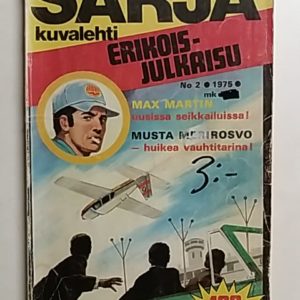 SARJA
kuvalehti
ERIKOIS-
JULKAISU
No 2 • 1975 •
mk
MAX MARTIN
uusissa seikkailuissa!
MUSTA MERIROSVO
— huikea vauhtitarina!
3:-